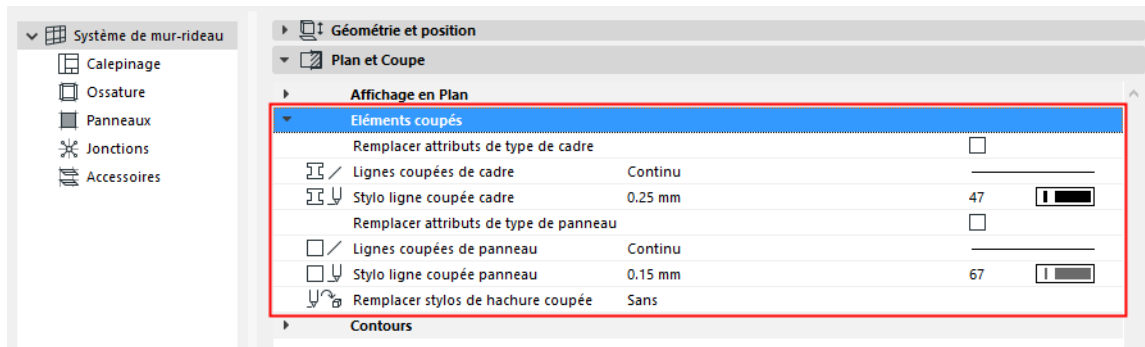 Système de mur-rideau
Calepinage
Ossature
Panneaux
Jonctions
Accessoires
Géométrie et position
Plan et Coupe
Affichage en Plan
Eléments coupés
Remplacer attributs de type de cadre
Lignes coupées de cadre Continu
Stylo ligne coupée cadre 0.25 mm 47
Remplacer attributs de type de panneau
Lignes coupées de panneau Continu
Stylo ligne coupée panneau 0.15 mm 67
Remplacer stylos de hachure coupée Sans
Contours